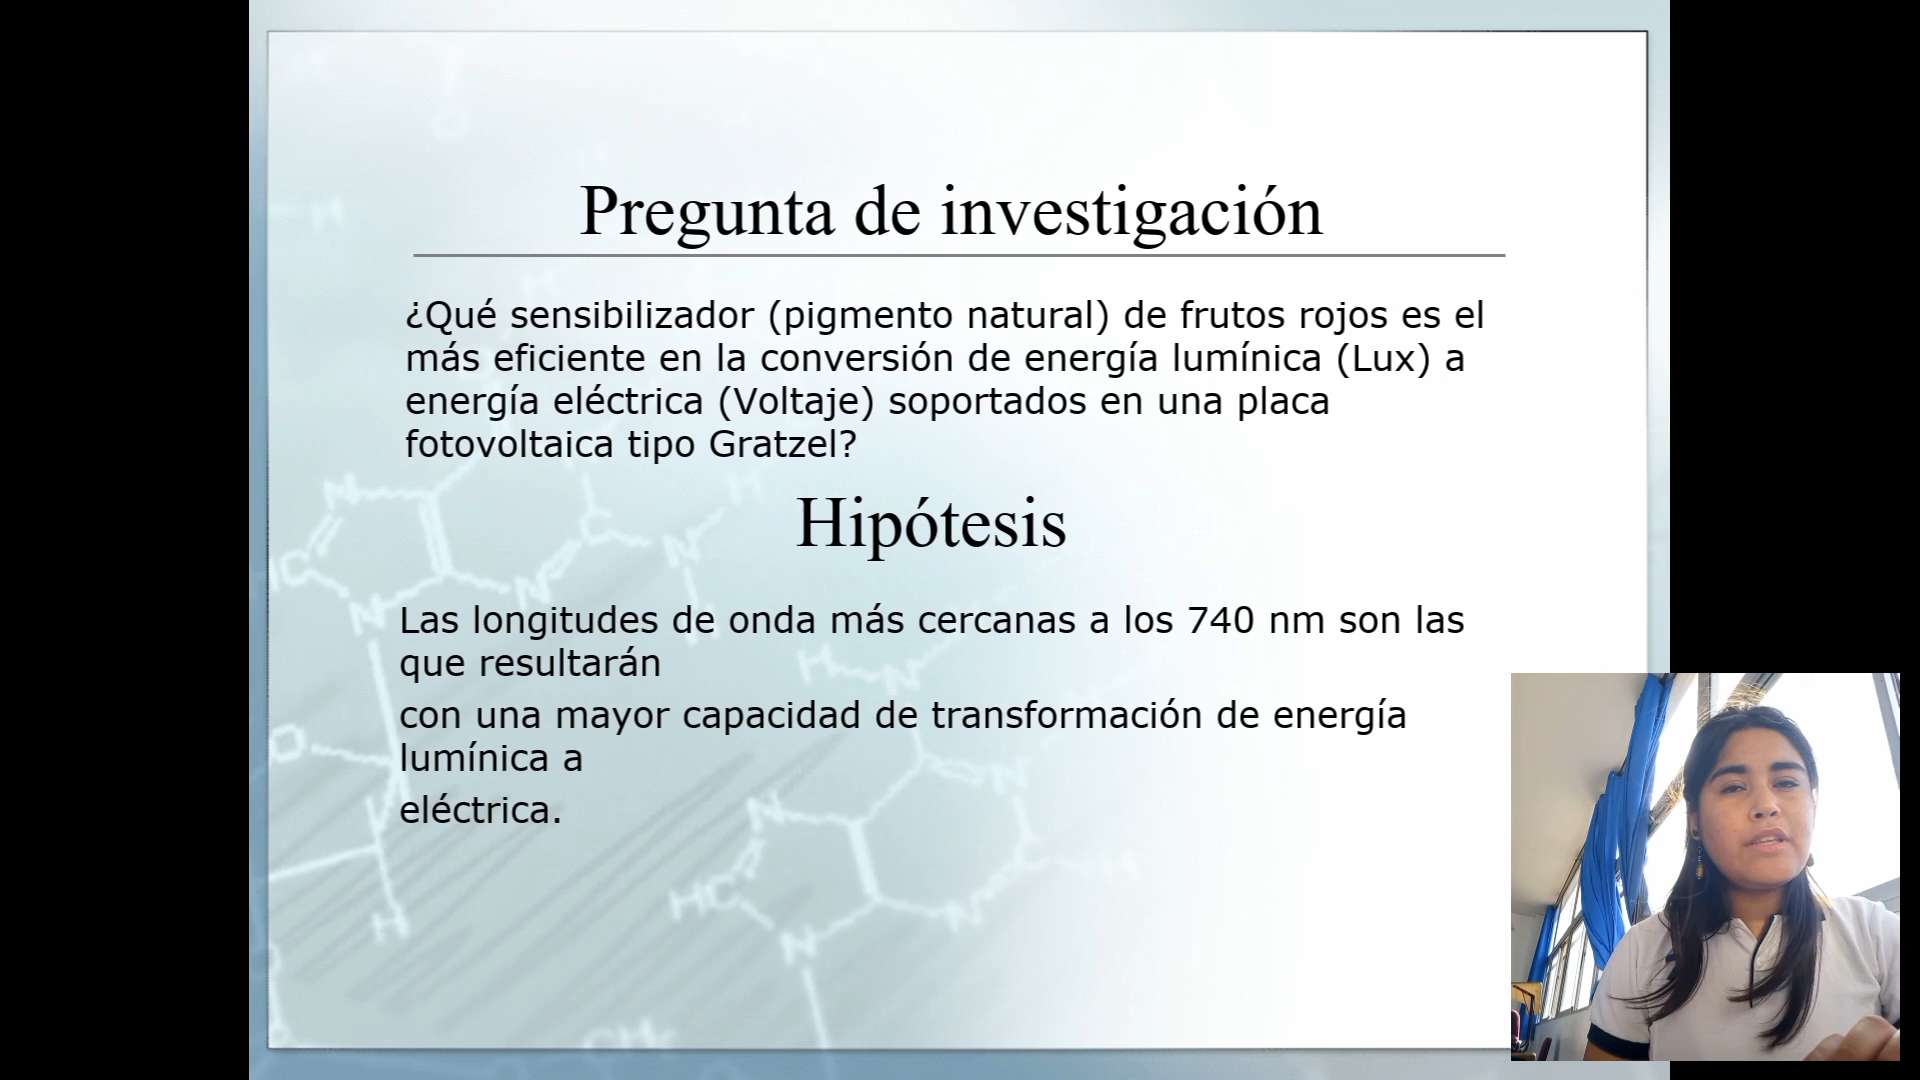 Pregunta de investigación
¿Qué sensibilizador (pigmento natural) de frutos rojos es el
más eficiente en la conversión de energía lumínica (Lux) a
energía eléctrica (Voltaje) soportados en una placa
fotovoltaica tipo Gratzel?
Hipótesis
Las longitudes de onda más cercanas a los 740 nm son las
que resultarán
con una mayor capacidad de transformación de energía
lumínica a
eléctrica.